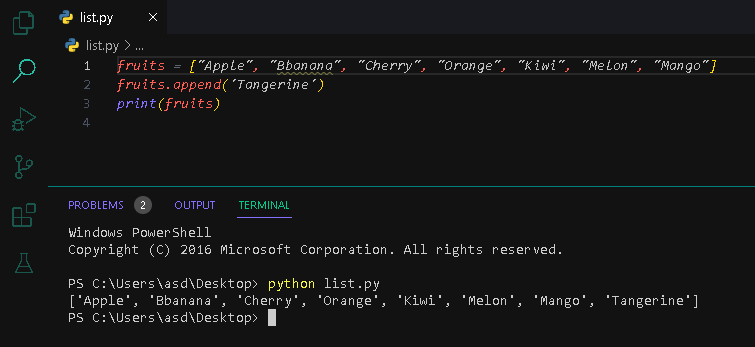 list.py
list.py > ...
1 fruits = ["Apple", "Bbanana", "Cherry", "Orange", "Kiwi", "Melon", "Mango"]
2 fruits.append('Tangerine')
3 print(fruits)
4
PROBLEMS 2 OUTPUT TERMINAL
Windows PowerShell
Copyright (C) 2016 Microsoft Corporation. All rights reserved.
PS C:\Users\asd\Desktop> python list.py
['Apple', 'Bbanana', 'Cherry', 'Orange', 'Kiwi', 'Melon', 'Mango', 'Tangerine']
PS C:\Users\asd\Desktop>